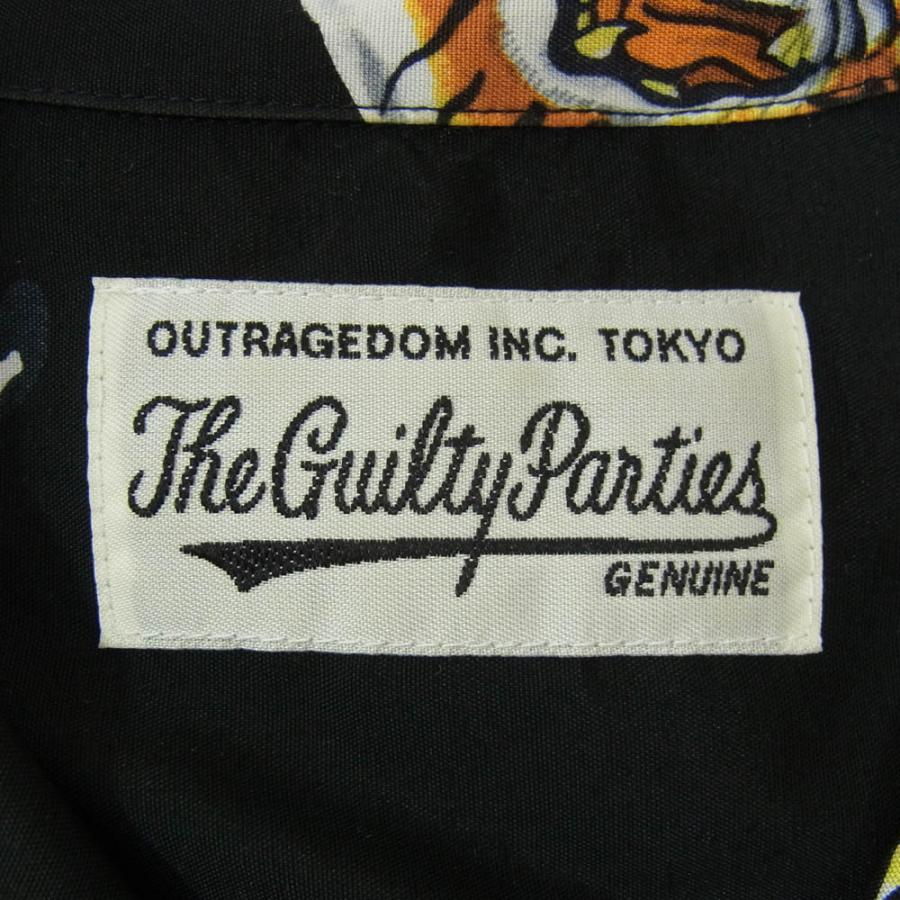 OUTRAGEDOM INC. TOKYO
The Guilty Parties
GENUINE